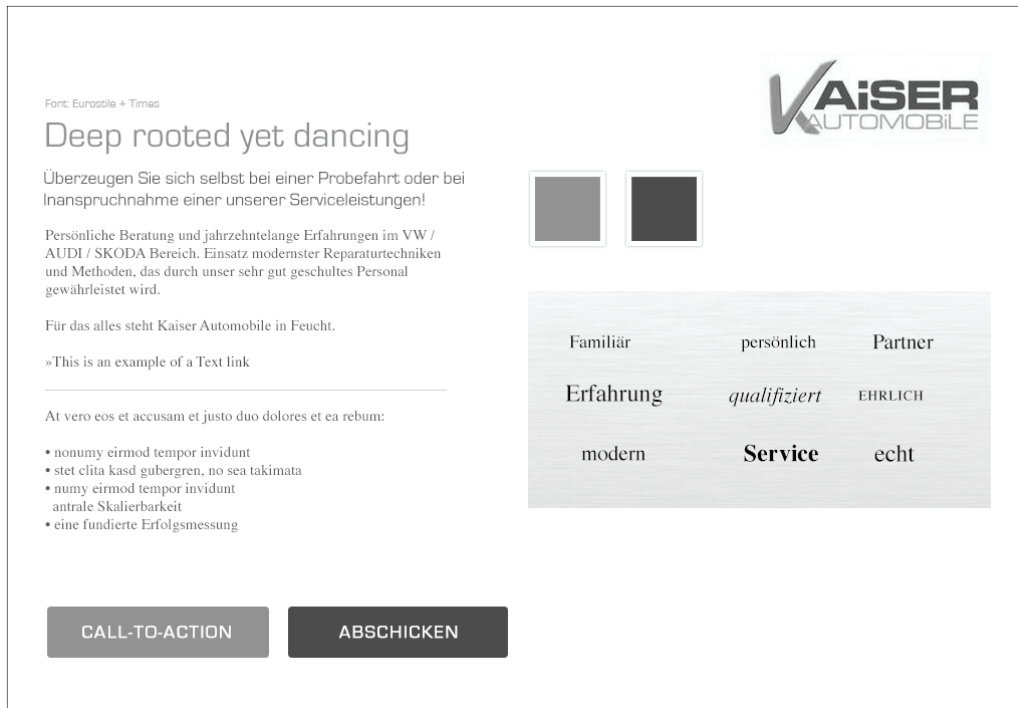 KAiSER
AUTOMOBiLE
Font: Eurostile + Times
Deep rooted yet dancing
Überzeugen Sie sich selbst bei einer Probefahrt oder bei
Inanspruchnahme einer unserer Serviceleistungen!
Persönliche Beratung und jahrzehntelange Erfahrungen im VW /
AUDI / SKODA Bereich. Einsatz modernster Reparaturtechniken
und Methoden, das durch unser sehr gut geschultes Personal
gewährleistet wird.
Für das alles steht Kaiser Automobile in Feucht.
»This is an example of a Text link
At vero eos et accusam et justo duo dolores et ea rebum:
• nonumy eirmod tempor invidunt
• stet clita kasd gubergren, no sea takimata
• numy eirmod tempor invidunt
antrale Skalierbarkeit
• eine fundierte Erfolgsmessung
Familiär persönlich Partner
Erfahrung qualifiziert EHRLICH
modern Service echt
CALL-TO-ACTION ABSCHICKEN